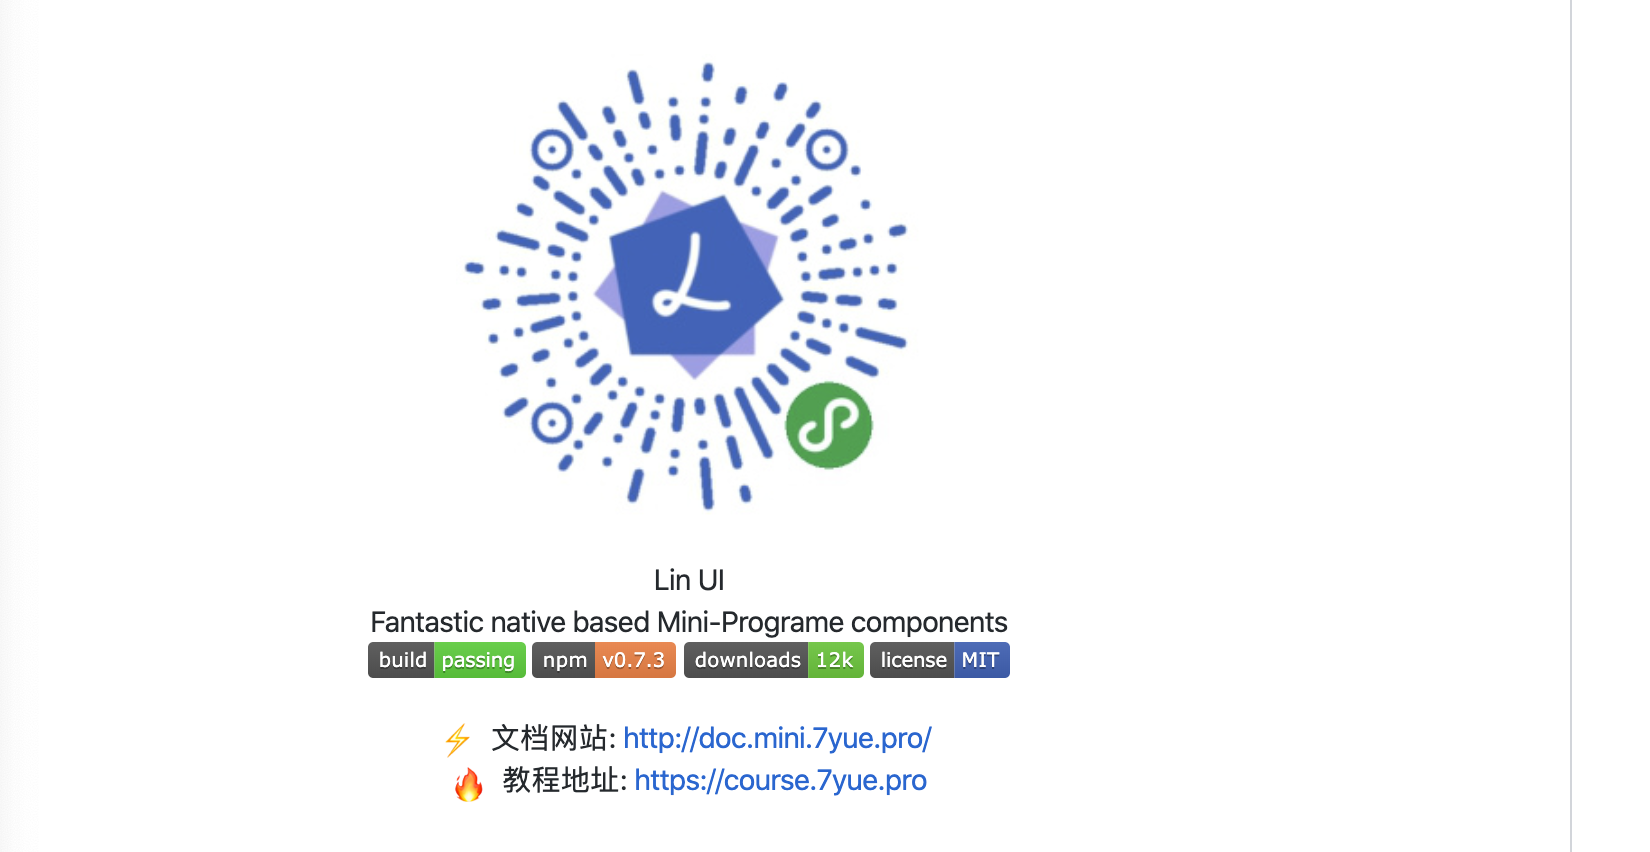 L
Lin UI
Fantastic native based Mini-Programe components
build passing npm v0.7.3 downloads 12k license MIT
⚡ 文档网站: http://doc.mini.7yue.pro/
🔥 教程地址: https://course.7yue.pro